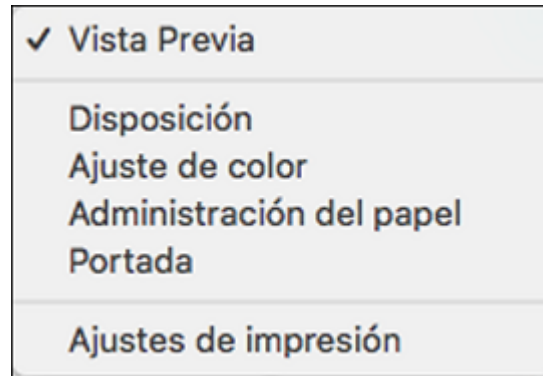 ✓ Vista Previa
Disposición
Ajuste de color
Administración del papel
Portada
Ajustes de impresión